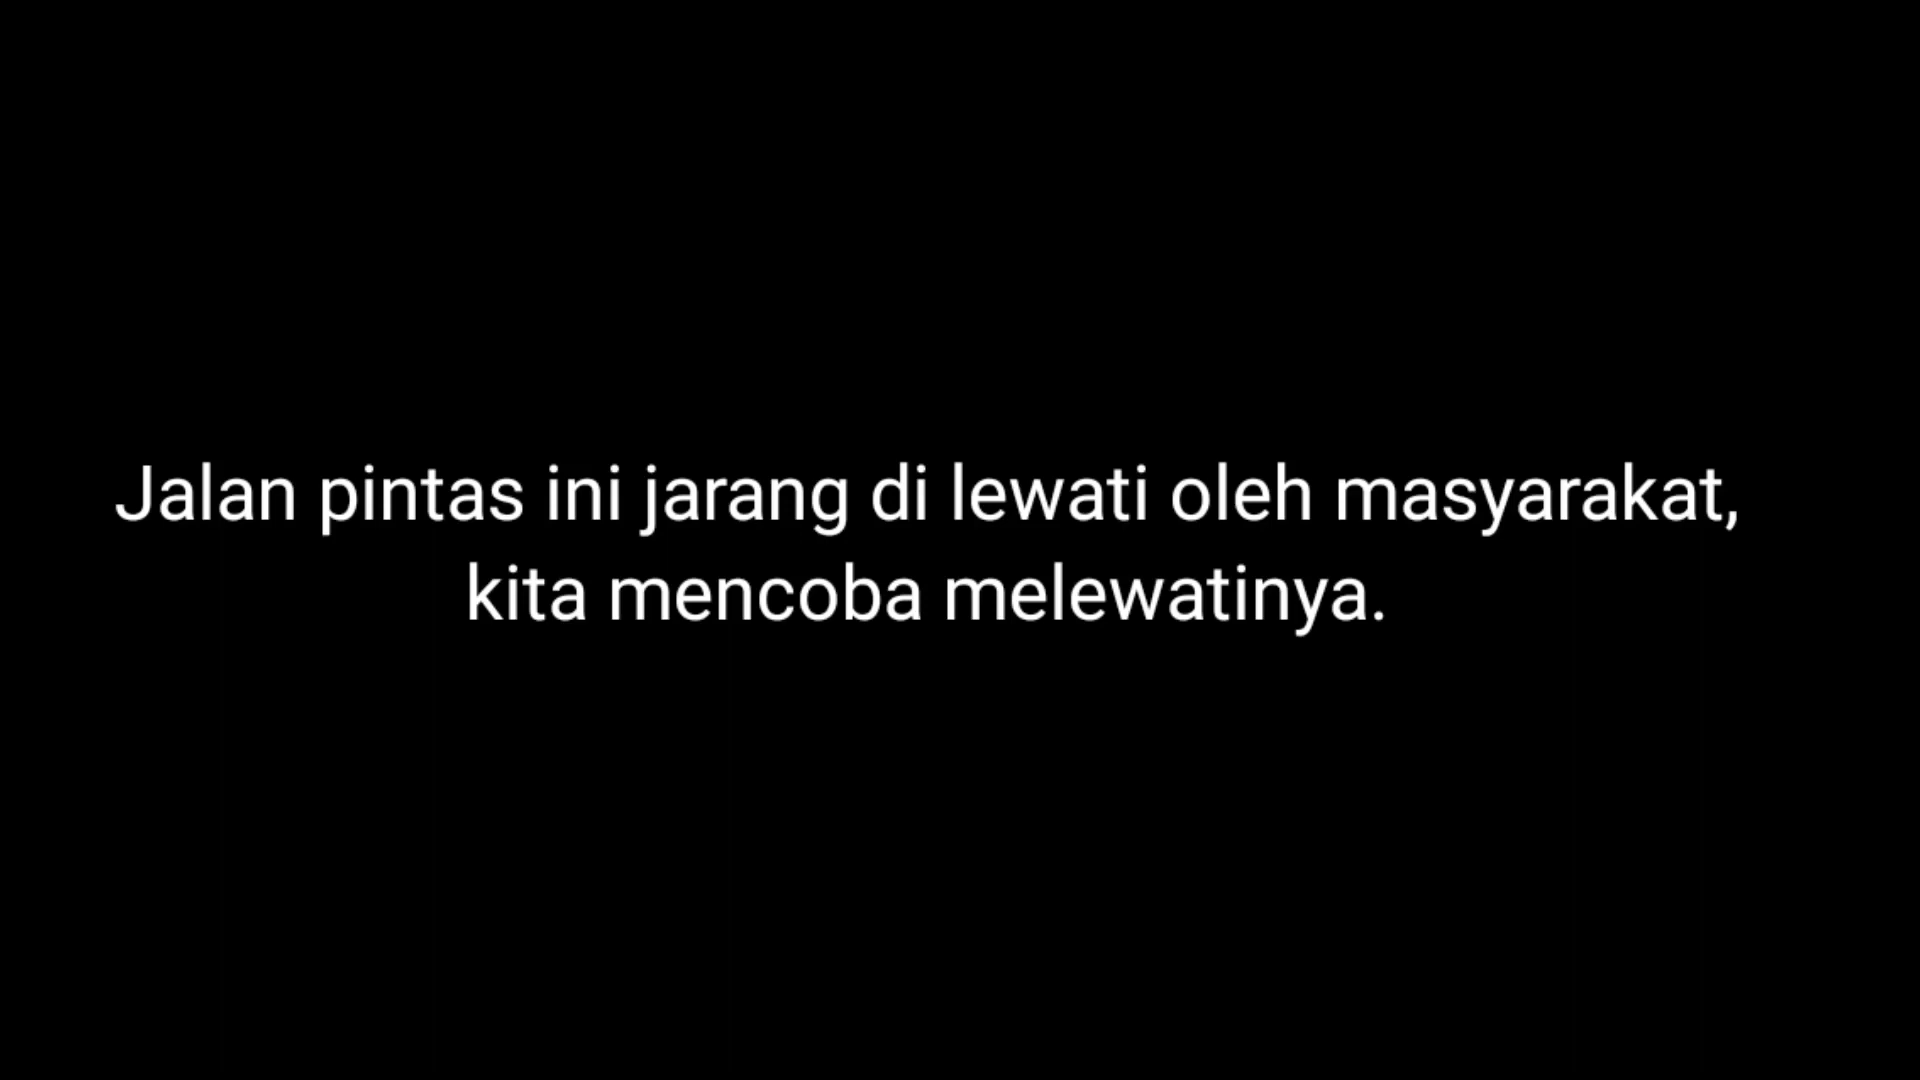 Jalan pintas ini jarang di lewati oleh masyarakat,
kita mencoba melewatinya.